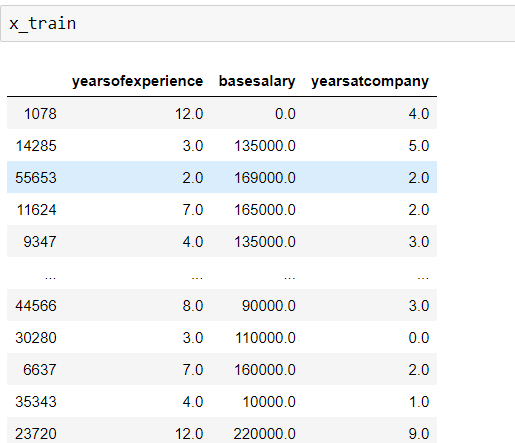 x_train
yearsofexperience basesalary yearsatcompany
1078 12.0 0.0 4.0
14285 3.0 135000.0 5.0
55653 2.0 169000.0 2.0
11624 7.0 165000.0 2.0
9347 4.0 135000.0 3.0
... ... ... ...
44566 8.0 90000.0 3.0
30280 3.0 110000.0 0.0
6637 7.0 160000.0 2.0
35343 4.0 10000.0 1.0
23720 12.0 220000.0 9.0